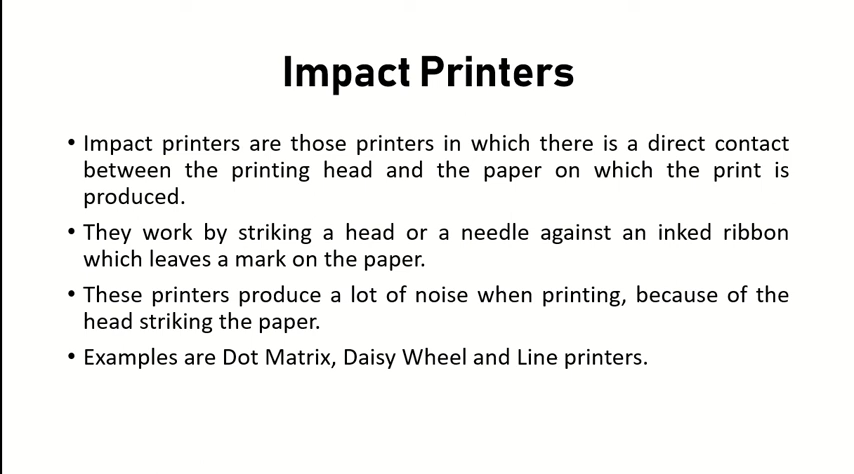 Impact Printers
• Impact printers are those printers in which there is a direct contact
between the printing head and the paper on which the print is
produced.
• They work by striking a head or a needle against an inked ribbon
which leaves a mark on the paper.
• These printers produce a lot of noise when printing, because of the
head striking the paper.
• Examples are Dot Matrix, Daisy Wheel and Line printers.